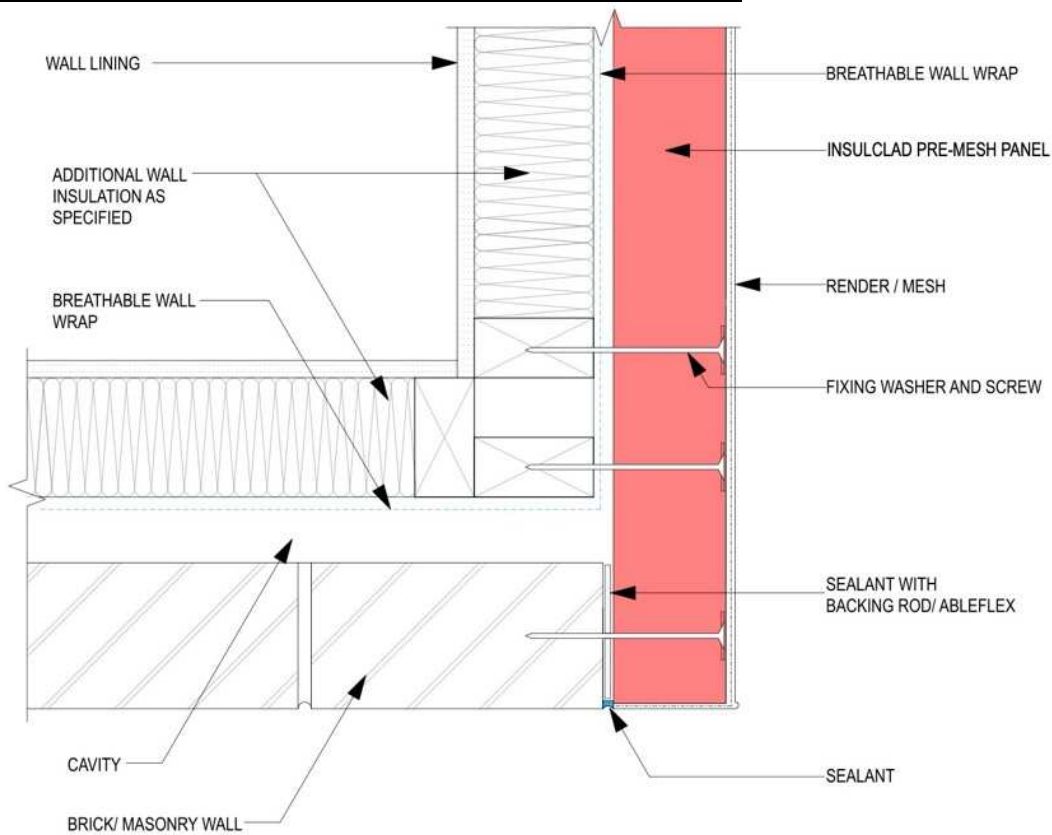 WALL LINING
ADDITIONAL WALL
INSULATION AS
SPECIFIED
BREATHABLE WALL
WRAP
CAVITY
BRICK/ MASONRY WALL
BREATHABLE WALL WRAP
INSULCLAD PRE-MESH PANEL
RENDER / MESH
FIXING WASHER AND SCREW
SEALANT WITH
BACKING ROD/ ABLEFLEX
SEALANT